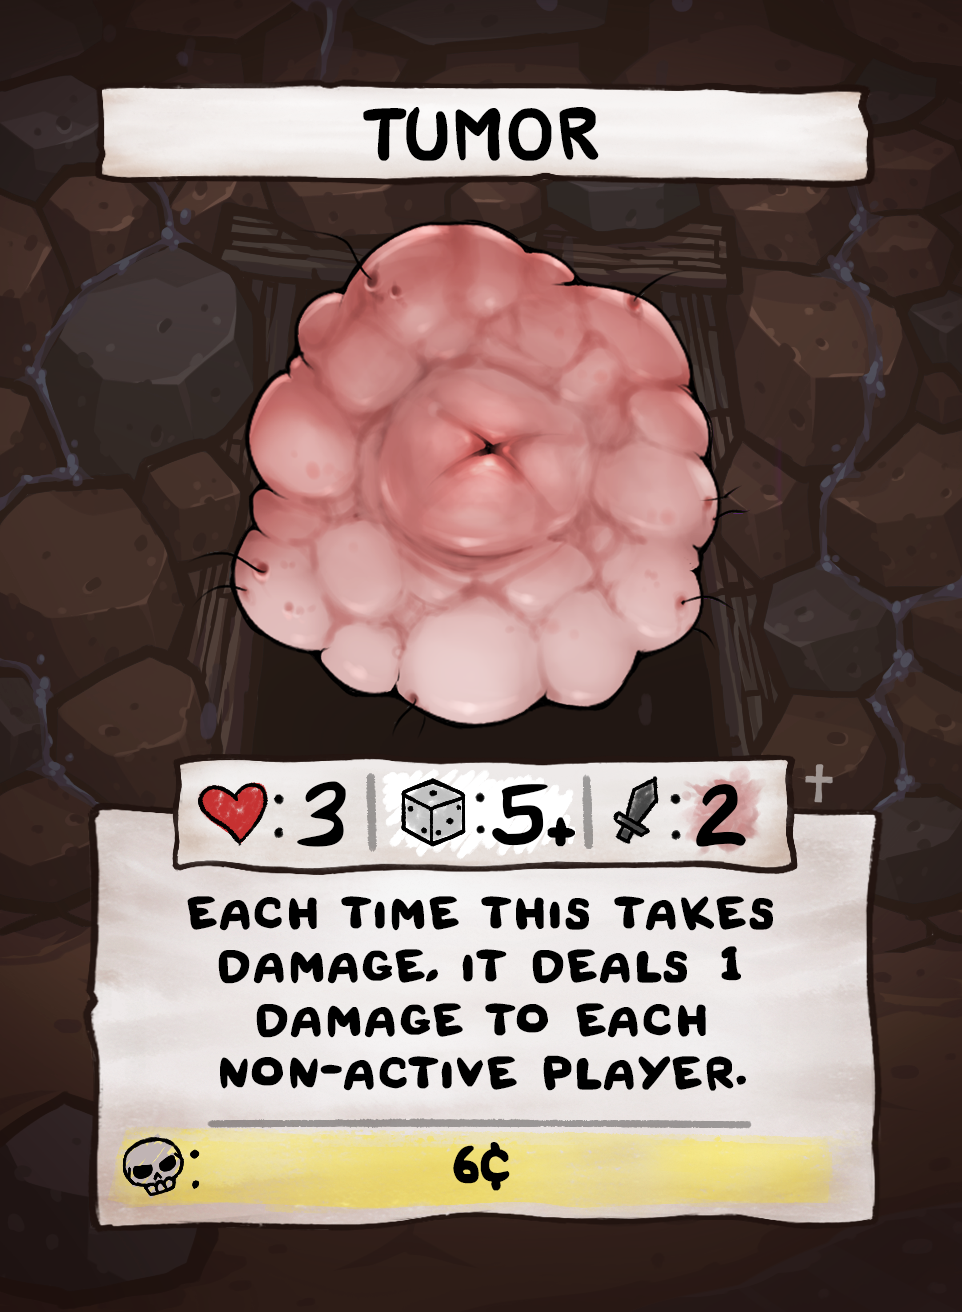 TUMOR
: 3 : 5+ : 2
EACH TIME THIS TAKES
DAMAGE, IT DEALS 1
DAMAGE TO EACH
NON-ACTIVE PLAYER.
: 6¢